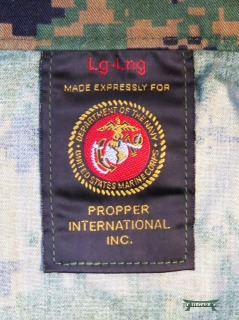 Lg-Lng
MADE EXPRESSLY FOR
DEPARTMENT OF THE NAVY
UNITED STATES MARINE CORPS
PROPPER
INTERNATIONAL
INC.